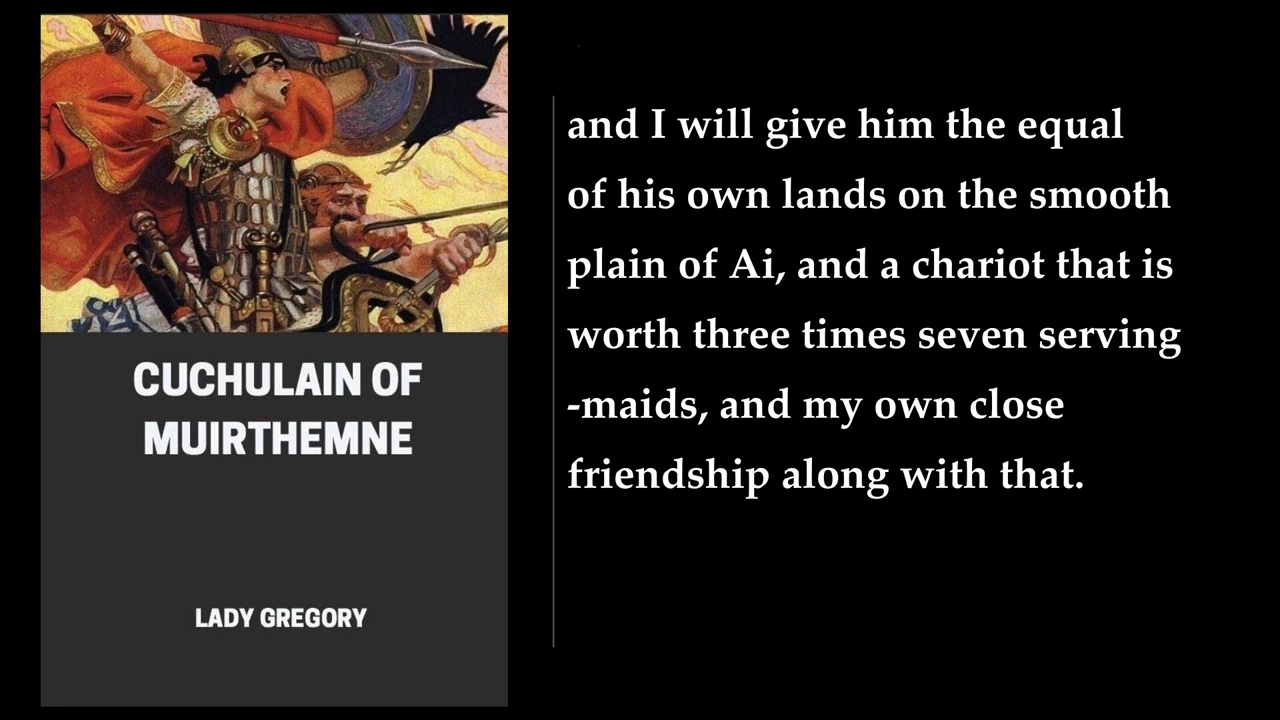 CUCHULAIN OF
MUIRTHEMNE
LADY GREGORY
and I will give him the equal
of his own lands on the smooth
plain of Ai, and a chariot that is
worth three times seven serving
-maids, and my own close
friendship along with that.